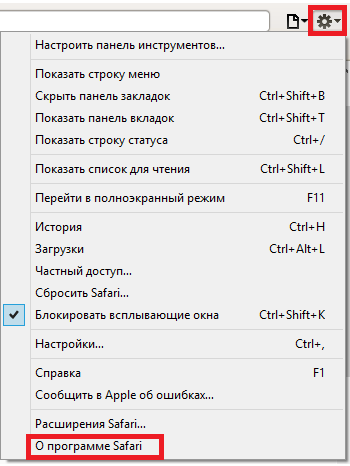 Настроить панель инструментов...
Показать строку меню
Скрыть панель закладок Ctrl+Shift+B
Показать панель вкладок Ctrl+Shift+T
Показать строку статуса Ctrl+/
Показать список для чтения Ctrl+Shift+L
Перейти в полноэкранный режим F11
История Ctrl+H
Загрузки Ctrl+Alt+L
Частный доступ...
Сбросить Safari...
Блокировать всплывающие окна Ctrl+Shift+K
Настройки... Ctrl+,
Справка F1
Сообщить в Apple об ошибках...
Расширения Safari...
О программе Safari